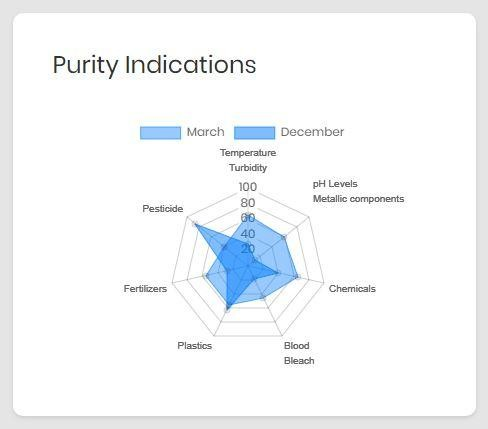 Purity Indications
March
December
Temperature
Turbidity
pH Levels
Metallic components
100
80
60
40
20
Pesticide
Fertilizers
Chemicals
Plastics
Blood
Bleach